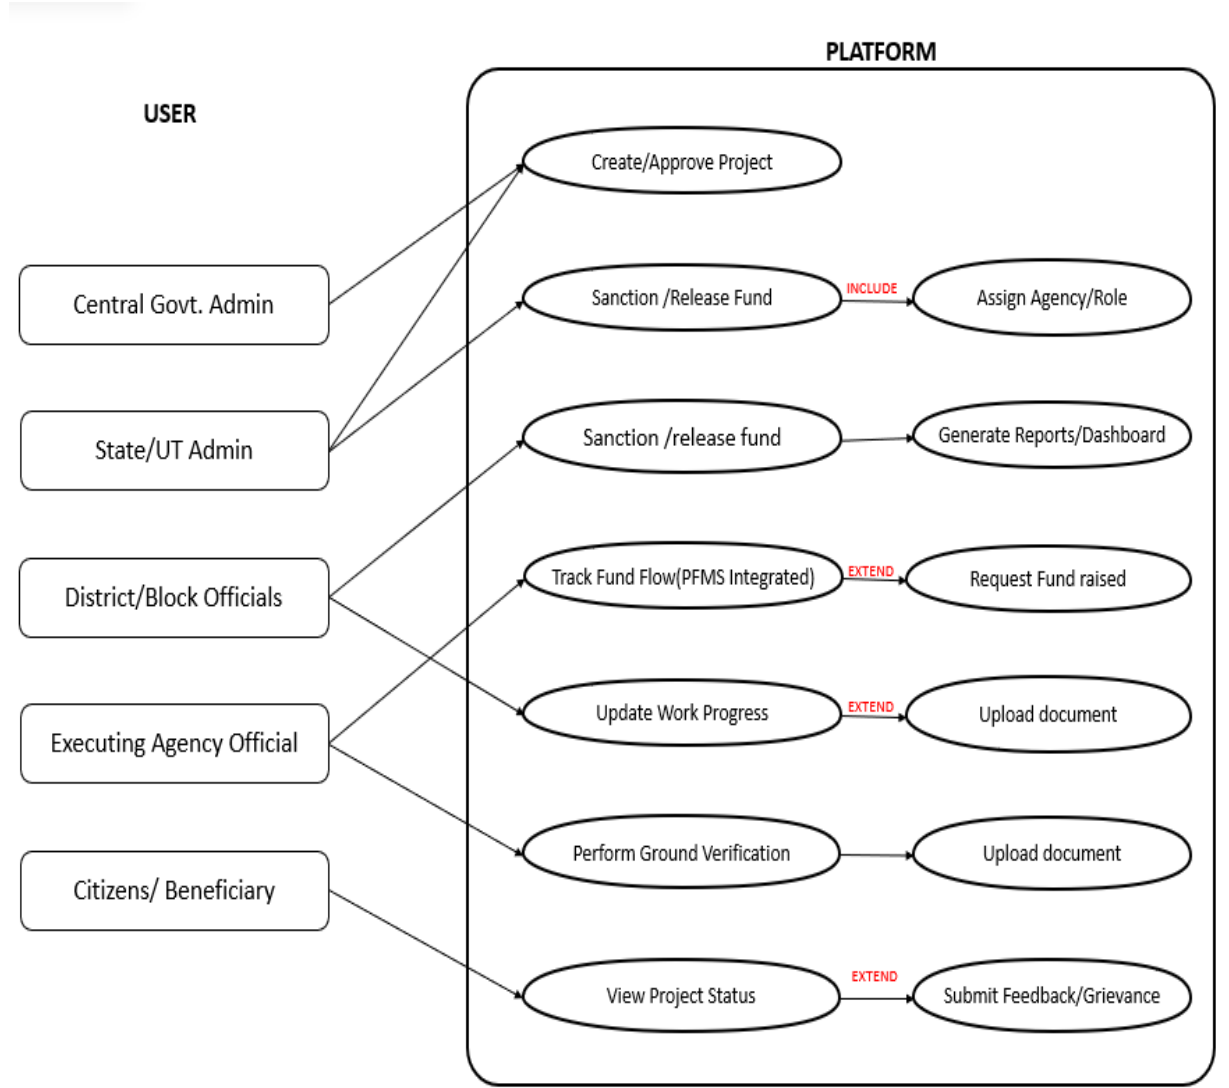 PLATFORM
USER
Create/Approve Project
Central Govt. Admin
Sanction /Release Fund
INCLUDE
Assign Agency/Role
State/UT Admin
Sanction /release fund
Generate Reports/Dashboard
District/Block Officials
Track Fund Flow(PFMS Integrated)
EXTEND
Request Fund raised
Executing Agency Official
Update Work Progress
EXTEND
Upload document
Citizens/ Beneficiary
Perform Ground Verification
Upload document
View Project Status
EXTEND
Submit Feedback/Grievance